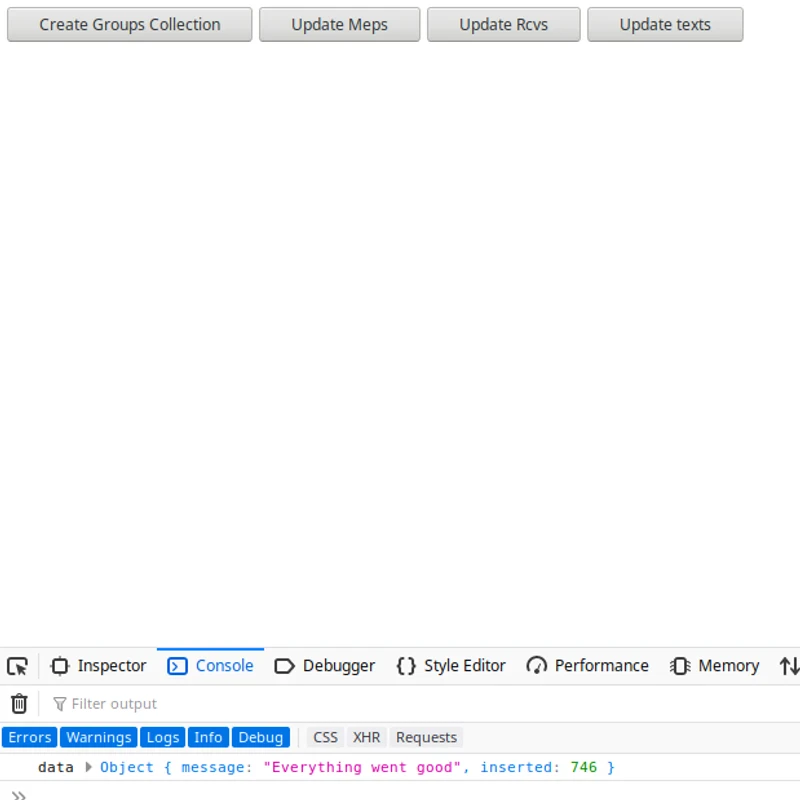 Create Groups Collection Update Meps Update Rcvs Update texts
Inspector Console Debugger Style Editor Performance Memory
Filter output
Errors Warnings Logs Info Debug CSS XHR Requests
data Object { message: "Everything went good", inserted: 746 }